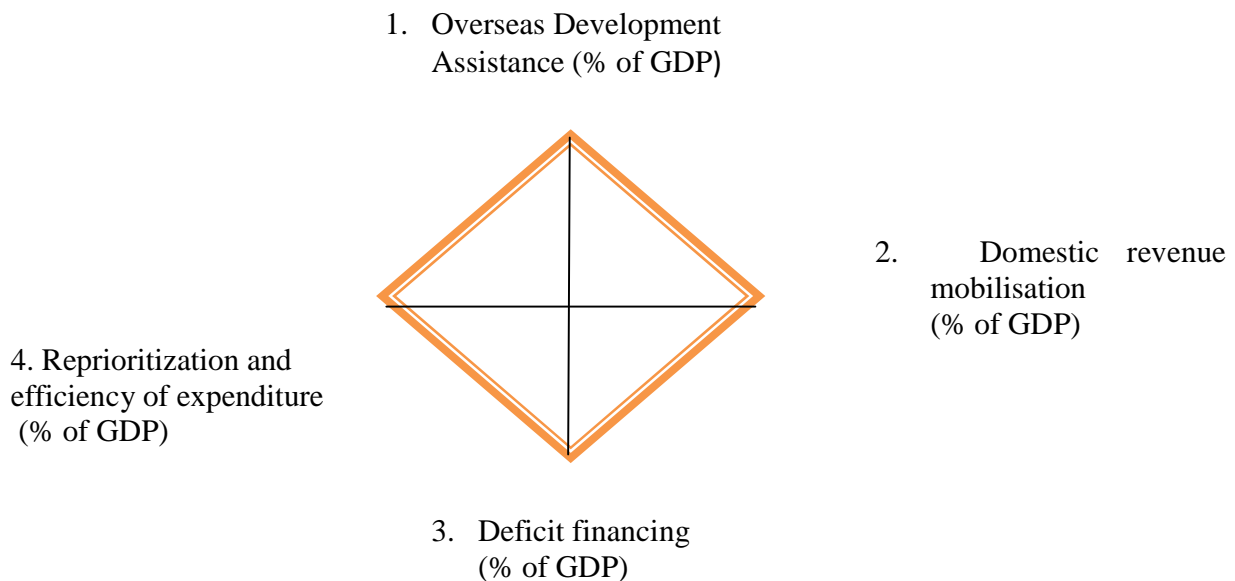 1. Overseas Development
Assistance (% of GDP)
2. Domestic revenue
mobilisation
(% of GDP)
4. Reprioritization and
efficiency of expenditure
(% of GDP)
3. Deficit financing
(% of GDP)